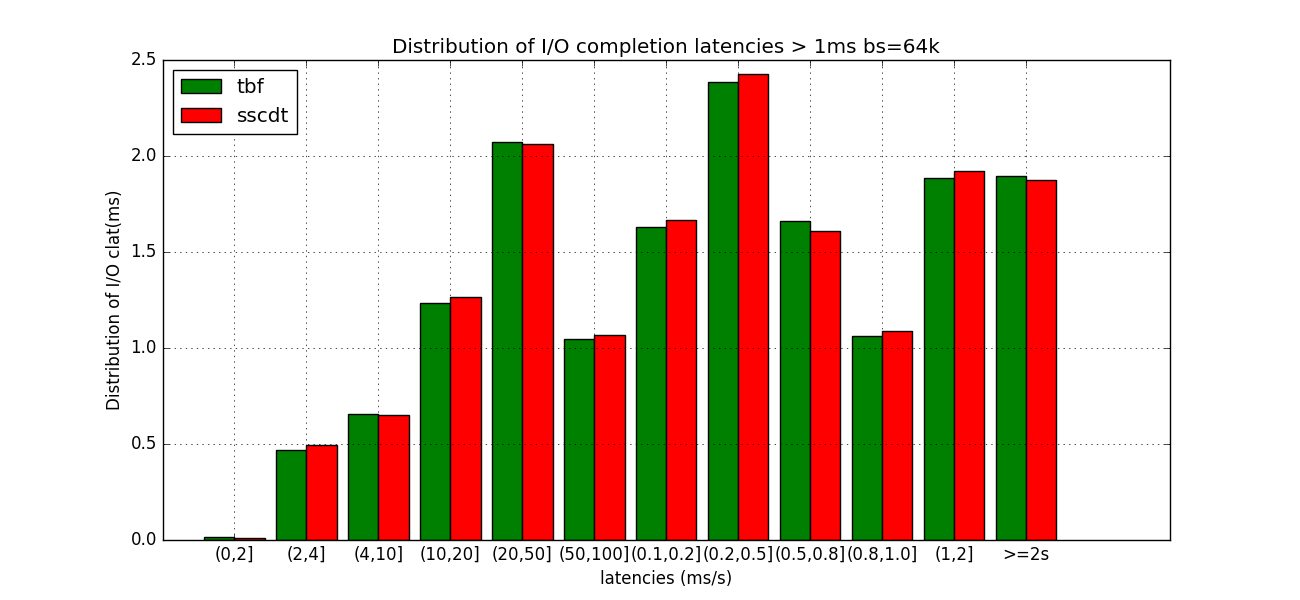 Distribution of I/O completion latencies > 1ms bs=64k
tbf
sscdt
Distribution of I/O clat(ms)
2.5
2.0
1.5
1.0
0.5
0.0
(0,2] (2,4] (4,10] (10,20] (20,50] (50,100] (0.1,0.2] (0.2,0.5] (0.5,0.8] (0.8,1.0] (1,2] >=2s
latencies (ms/s)